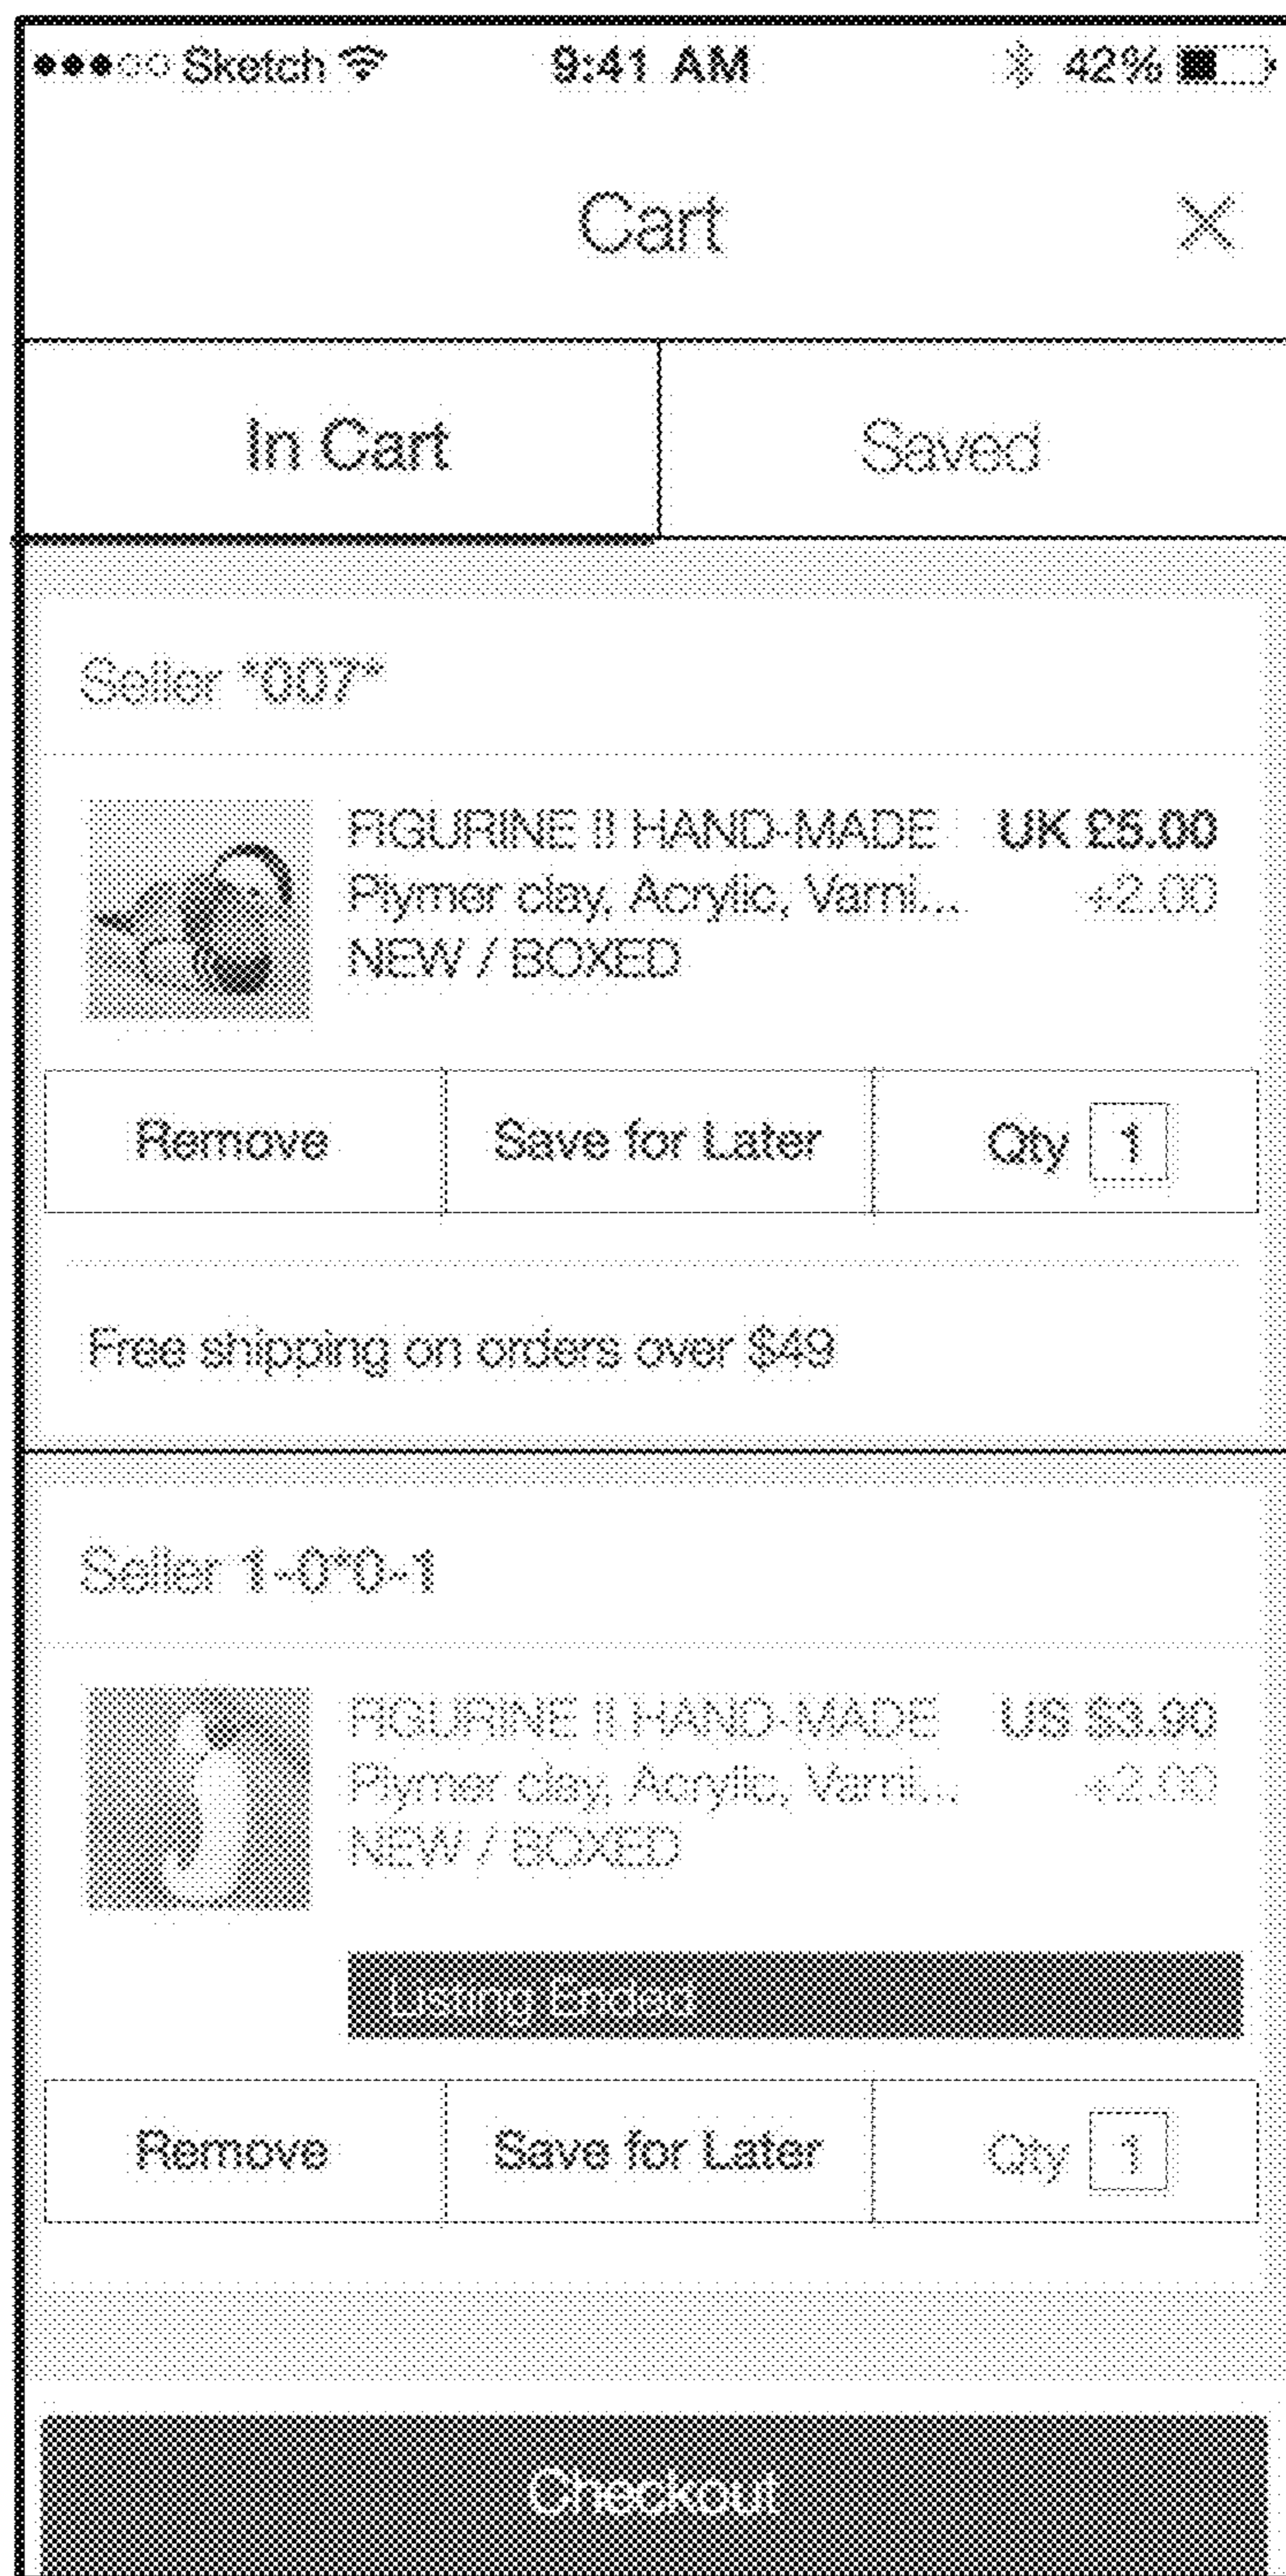 Sketch 9:41 AM 42%
Cart
In Cart Saved
Seller *007*
FIGURINE !! HAND-MADE UK £5.00
Plymer clay, Acrylic, Varni... +2.00
NEW / BOXED
Remove Save for Later Qty 1
Free shipping on orders over $49
Seller 1-0*0-1
FIGURINE !! HAND-MADE US $3.90
Plymer clay, Acrylic, Varni... +2.00
NEW / BOXED
Listing Ended
Remove Save for Later Qty 1
Checkout